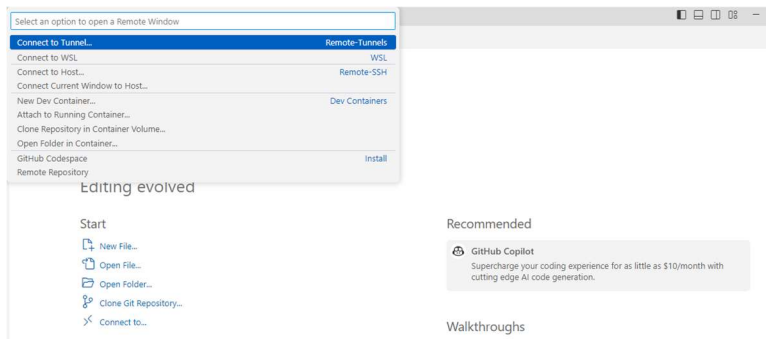 Select an option to open a Remote Window
Connect to Tunnel... Remote-Tunnels
Connect to WSL WSL
Connect to Host... Remote-SSH
Connect Current Window to Host...
New Dev Container... Dev Containers
Attach to Running Container...
Clone Repository in Container Volume...
Open Folder in Container...
GitHub Codespace Install
Remote Repository
Editing evolved
Start
New File...
Open File...
Open Folder...
Clone Git Repository...
Connect to...
Recommended
GitHub Copilot
Supercharge your coding experience for as little as $10/month with
cutting edge AI code generation.
Walkthroughs